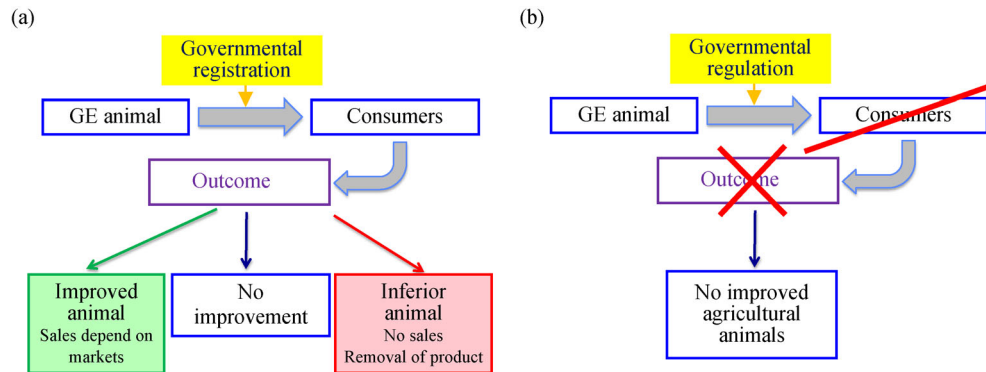 (a)
Governmental
registration
GE animal
Consumers
Outcome
Improved
animal
Sales depend on
markets
No
improvement
Inferior
animal
No sales
Removal of product
(b)
Governmental
regulation
GE animal
Consumers
Outcome
No improved
agricultural
animals